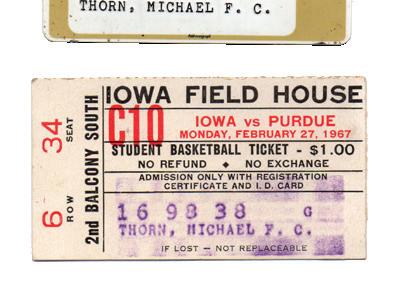 THORN, MICHAEL F. C.
IOWA FIELD HOUSE
C10
IOWA vs PURDUE
MONDAY, FEBRUARY 27, 1967
STUDENT BASKETBALL TICKET - $1.00
NO REFUND ♦ NO EXCHANGE
ADMISSION ONLY WITH REGISTRATION
CERTIFICATE AND I.D. CARD
16 98 38 G
THORN, MICHAEL F. C.
IF LOST - NOT REPLACEABLE
6 34
ROW SEAT
2nd BALCONY SOUTH